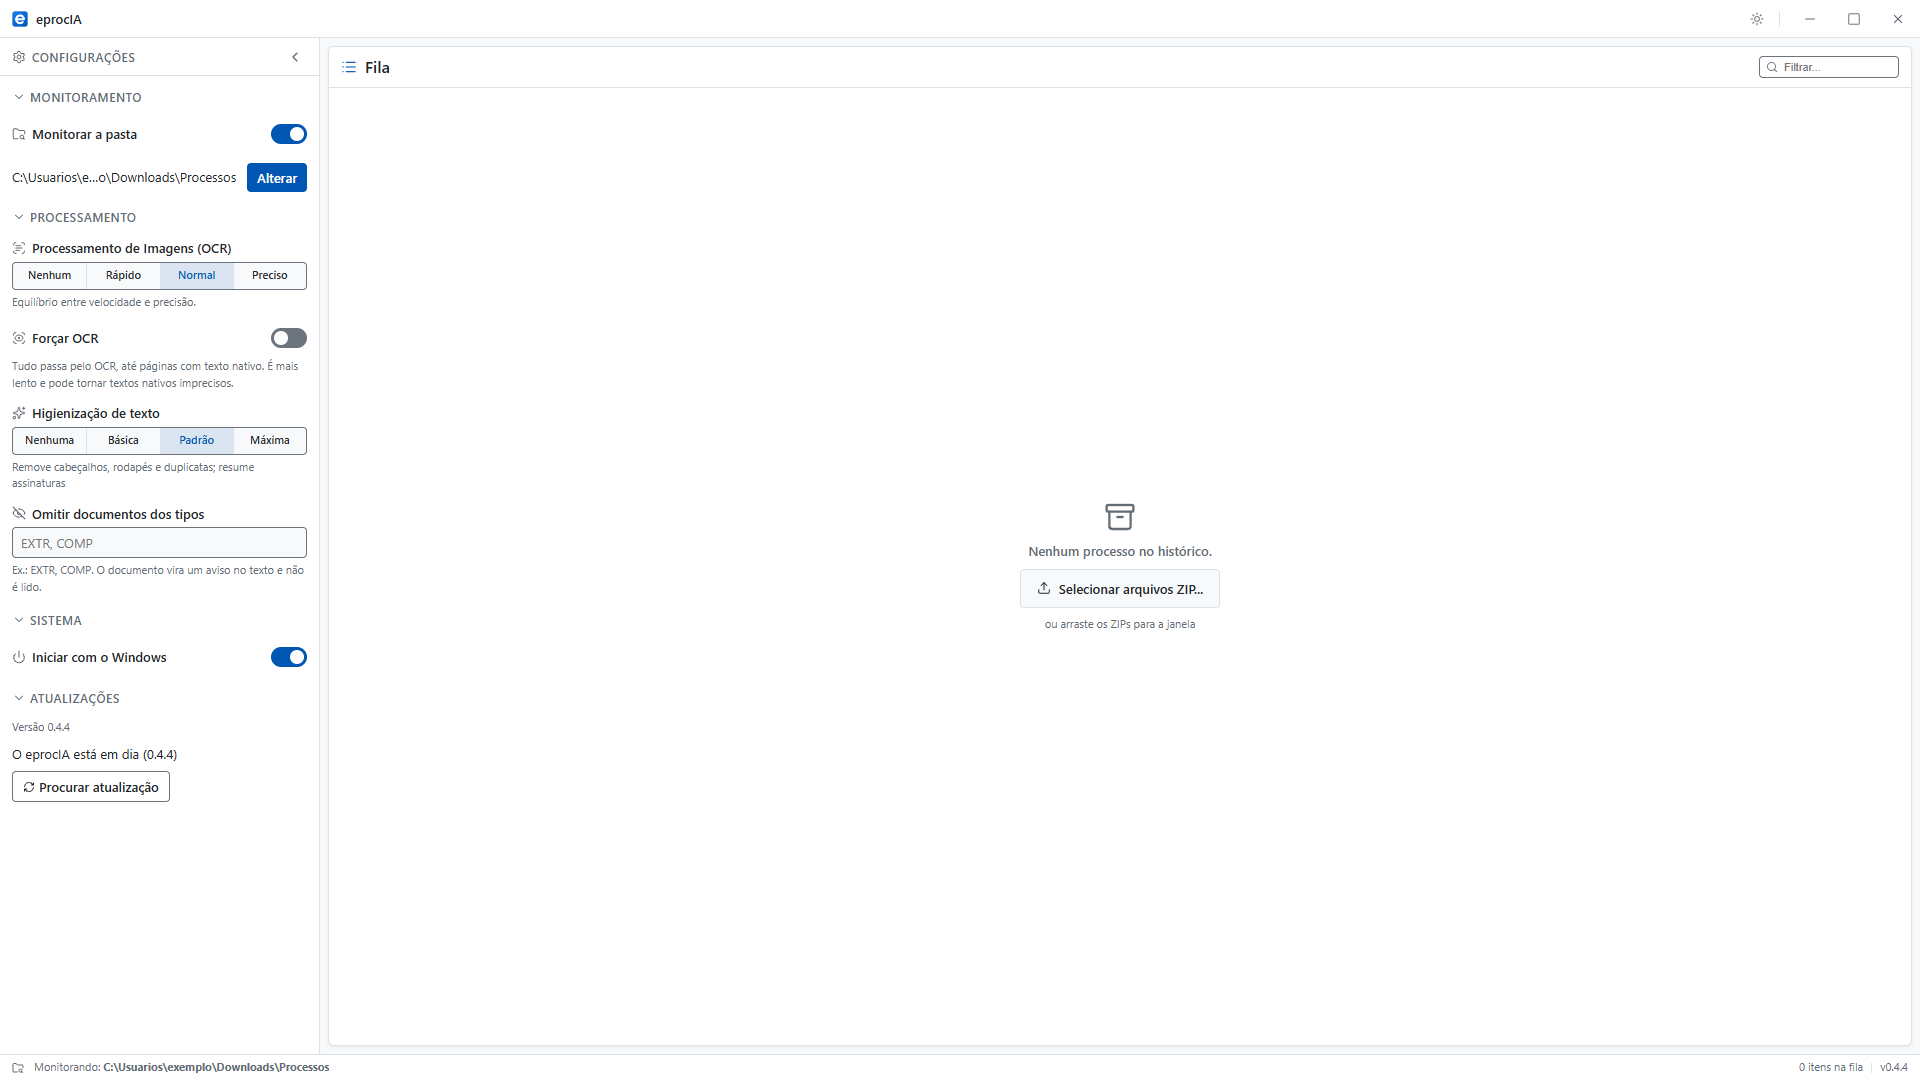 eprocIA
CONFIGURAÇÕES
MONITORAMENTO
Monitorar a pasta
C:\Usuarios\e...o\Downloads\Processos
Alterar
PROCESSAMENTO
Processamento de Imagens (OCR)
Nenhum Rápido Normal Preciso
Equilíbrio entre velocidade e precisão.
Forçar OCR
Tudo passa pelo OCR, até páginas com texto nativo. É mais
lento e pode tornar textos nativos imprecisos.
Higienização de texto
Nenhuma Básica Padrão Máxima
Remove cabeçalhos, rodapés e duplicatas; resume
assinaturas
Omitir documentos dos tipos
EXTR, COMP
Ex.: EXTR, COMP. O documento vira um aviso no texto e não
é lido.
SISTEMA
Iniciar com o Windows
ATUALIZAÇÕES
Versão 0.4.4
O eprocIA está em dia (0.4.4)
Procurar atualização
Fila
Filtrar...
Nenhum processo no histórico.
Selecionar arquivos ZIP...
ou arraste os ZIPs para a janela
Monitorando: C:\Usuarios\exemplo\Downloads\Processos
0 itens na fila
v0.4.4